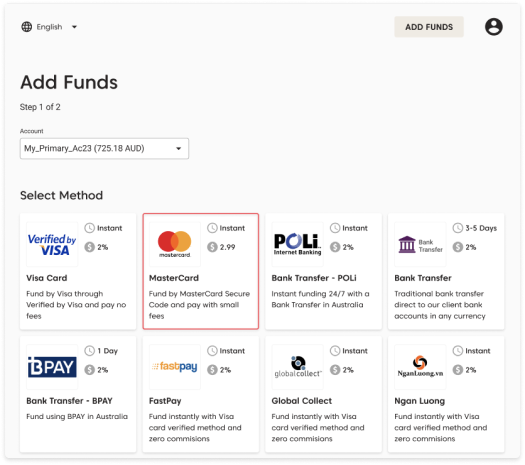 English
ADD FUNDS
Add Funds
Step 1 of 2
Account
My_Primary_Ac23 (725.18 AUD)
Select Method
Verified by
VISA
Instant
2%
Visa Card
Fund by Visa through
Verified by Visa and pay no
fees
mastercard
Instant
2.99
MasterCard
Fund by MasterCard Secure
Code and pay with small
fees
POLi
Internet Banking
Instant
2%
Bank Transfer - POLi
Instant funding 24/7 with a
Bank Transfer in Australia
Bank
Transfer
3-5 Days
2%
Bank Transfer
Traditional bank transfer
direct to our client bank
accounts in any currency
BPAY
1 Day
2%
Bank Transfer - BPAY
Fund using BPAY in Australia
fastpay
Instant
2%
FastPay
Fund instantly with Visa
card verified method and
zero commisions
globalcollect
Instant
2%
Global Collect
Fund instantly with Visa
card verified method and
zero commisions
NganLuong.vn
Instant
2%
Ngan Luong
Fund instantly with Visa
card verified method and
zero commisions